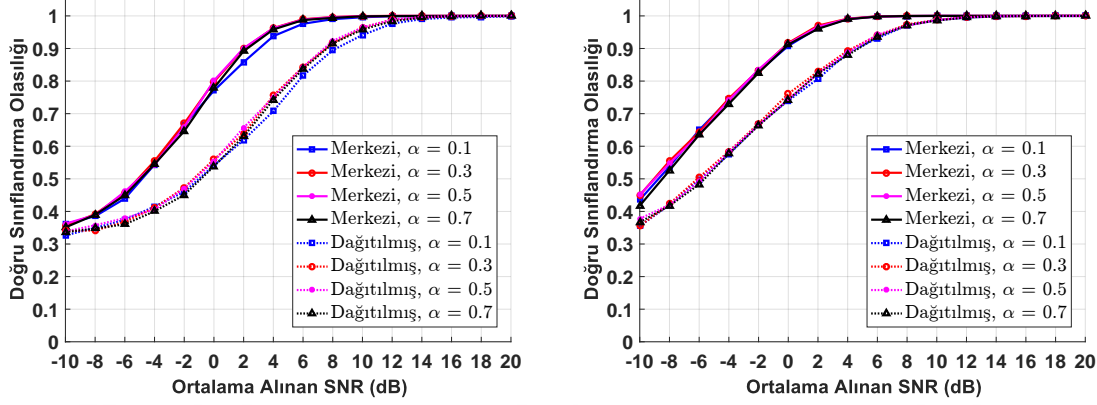 Doğru Sınıflandırma Olasılığı
1
0.9
0.8
0.7
0.6
0.5
0.4
0.3
0.2
0.1
0
-10 -8 -6 -4 -2 0 2 4 6 8 10 12 14 16 18 20
Ortalama Alınan SNR (dB)
Merkezi, α = 0.1
Merkezi, α = 0.3
Merkezi, α = 0.5
Merkezi, α = 0.7
Dağıtılmış, α = 0.1
Dağıtılmış, α = 0.3
Dağıtılmış, α = 0.5
Dağıtılmış, α = 0.7
Doğru Sınıflandırma Olasılığı
1
0.9
0.8
0.7
0.6
0.5
0.4
0.3
0.2
0.1
0
-10 -8 -6 -4 -2 0 2 4 6 8 10 12 14 16 18 20
Ortalama Alınan SNR (dB)
Merkezi, α = 0.1
Merkezi, α = 0.3
Merkezi, α = 0.5
Merkezi, α = 0.7
Dağıtılmış, α = 0.1
Dağıtılmış, α = 0.3
Dağıtılmış, α = 0.5
Dağıtılmış, α = 0.7